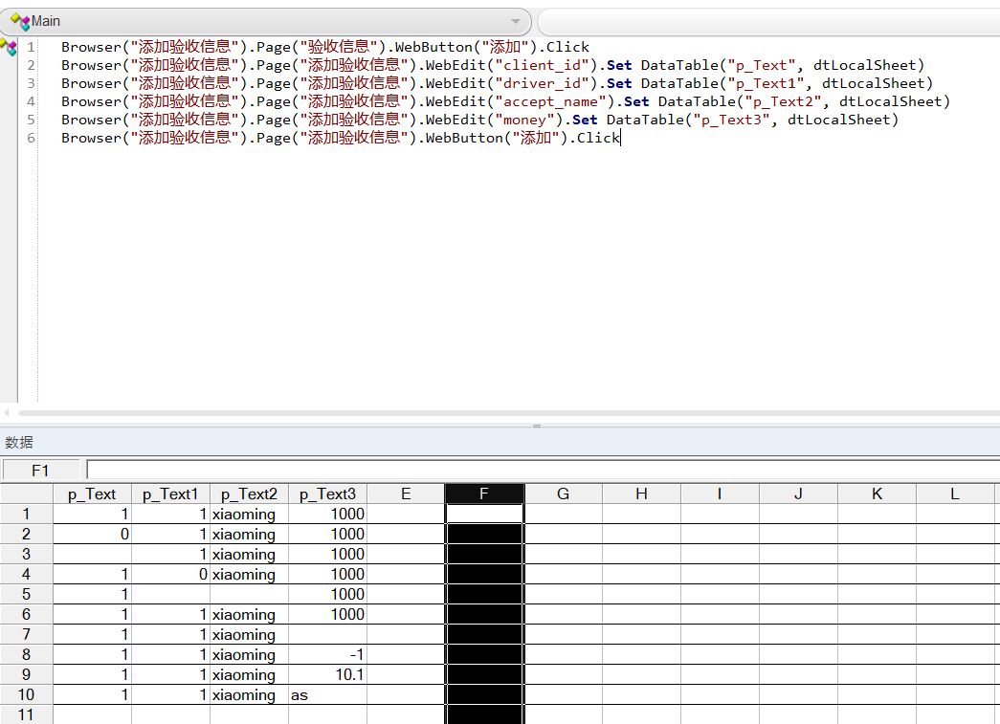 Main
1 Browser("添加验收信息").Page("验收信息").WebButton("添加").Click
2 Browser("添加验收信息").Page("添加验收信息").WebEdit("client_id").Set DataTable("p_Text", dtLocalSheet)
3 Browser("添加验收信息").Page("添加验收信息").WebEdit("driver_id").Set DataTable("p_Text1", dtLocalSheet)
4 Browser("添加验收信息").Page("添加验收信息").WebEdit("accept_name").Set DataTable("p_Text2", dtLocalSheet)
5 Browser("添加验收信息").Page("添加验收信息").WebEdit("money").Set DataTable("p_Text3", dtLocalSheet)
6 Browser("添加验收信息").Page("添加验收信息").WebButton("添加").Click
数据
F1
p_Text p_Text1 p_Text2 p_Text3 E F G H I J K L
1 1 1 xiaoming 1000
2 0 1 xiaoming 1000
3 1 xiaoming 1000
4 1 0 xiaoming 1000
5 1 1000
6 1 1 xiaoming 1000
7 1 1 xiaoming
8 1 1 xiaoming -1
9 1 1 xiaoming 10.1
10 1 1 xiaoming as
11